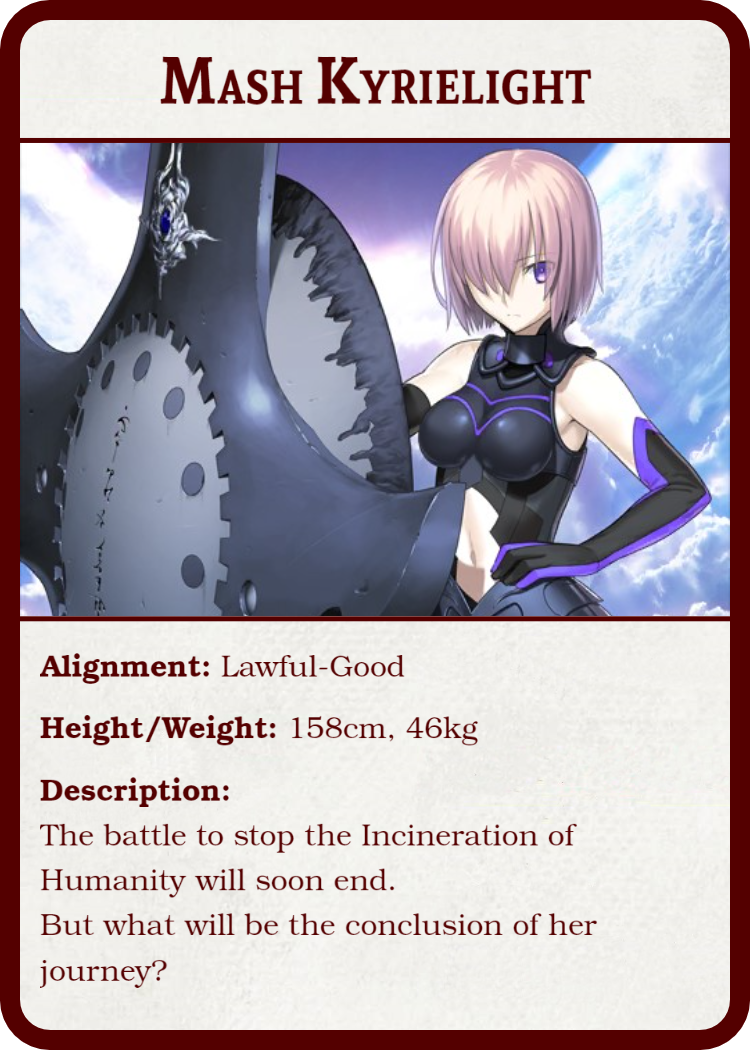 Mash Kyrielight
Alignment: Lawful-Good
Height/Weight: 158cm, 46kg
Description:
The battle to stop the Incineration of
Humanity will soon end.
But what will be the conclusion of her
journey?